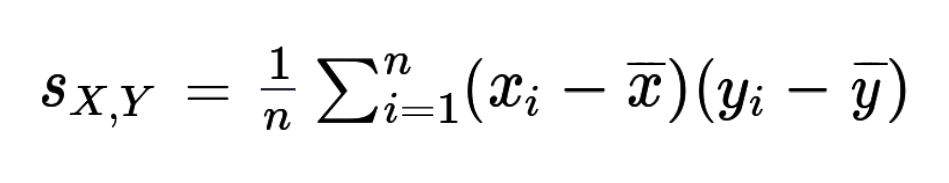 s_{X,Y} = \frac{1}{n} \sum_{i=1}^{n} (x_i - \overline{x})(y_i - \overline{y})